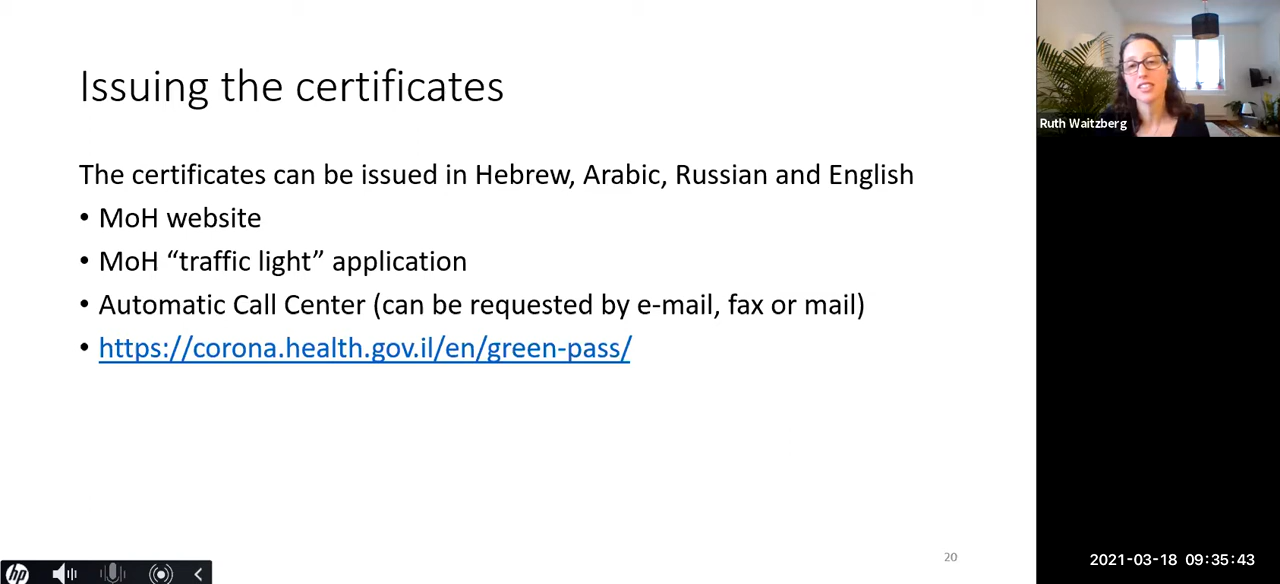 Issuing the certificates
The certificates can be issued in Hebrew, Arabic, Russian and English
• MoH website
• MoH “traffic light” application
• Automatic Call Center (can be requested by e-mail, fax or mail)
• https://corona.health.gov.il/en/green-pass/
20
hp
Ruth Waitzberg
2021-03-18 09:35:43